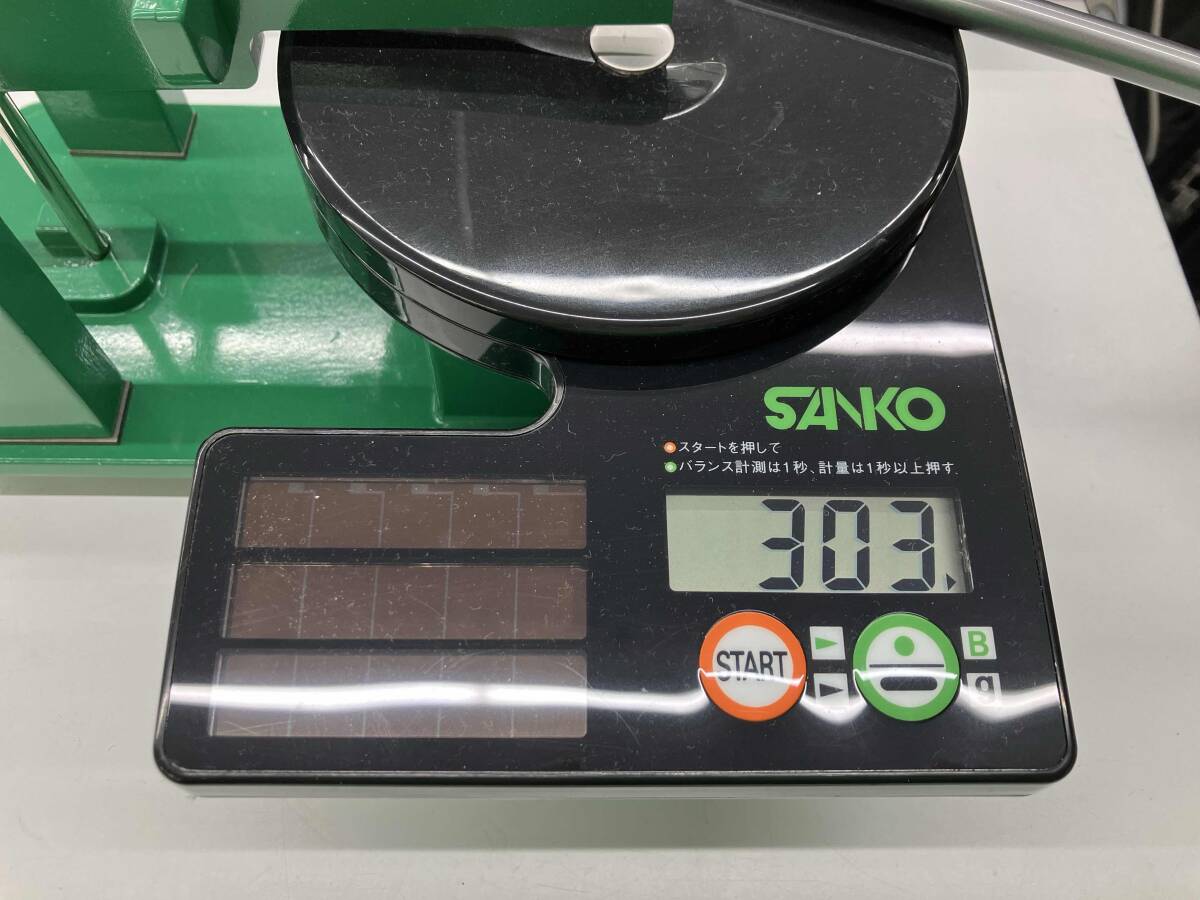 SANKO
スタートを押して
バランス計測は1秒、計量は1秒以上押す.
303
START
B
g